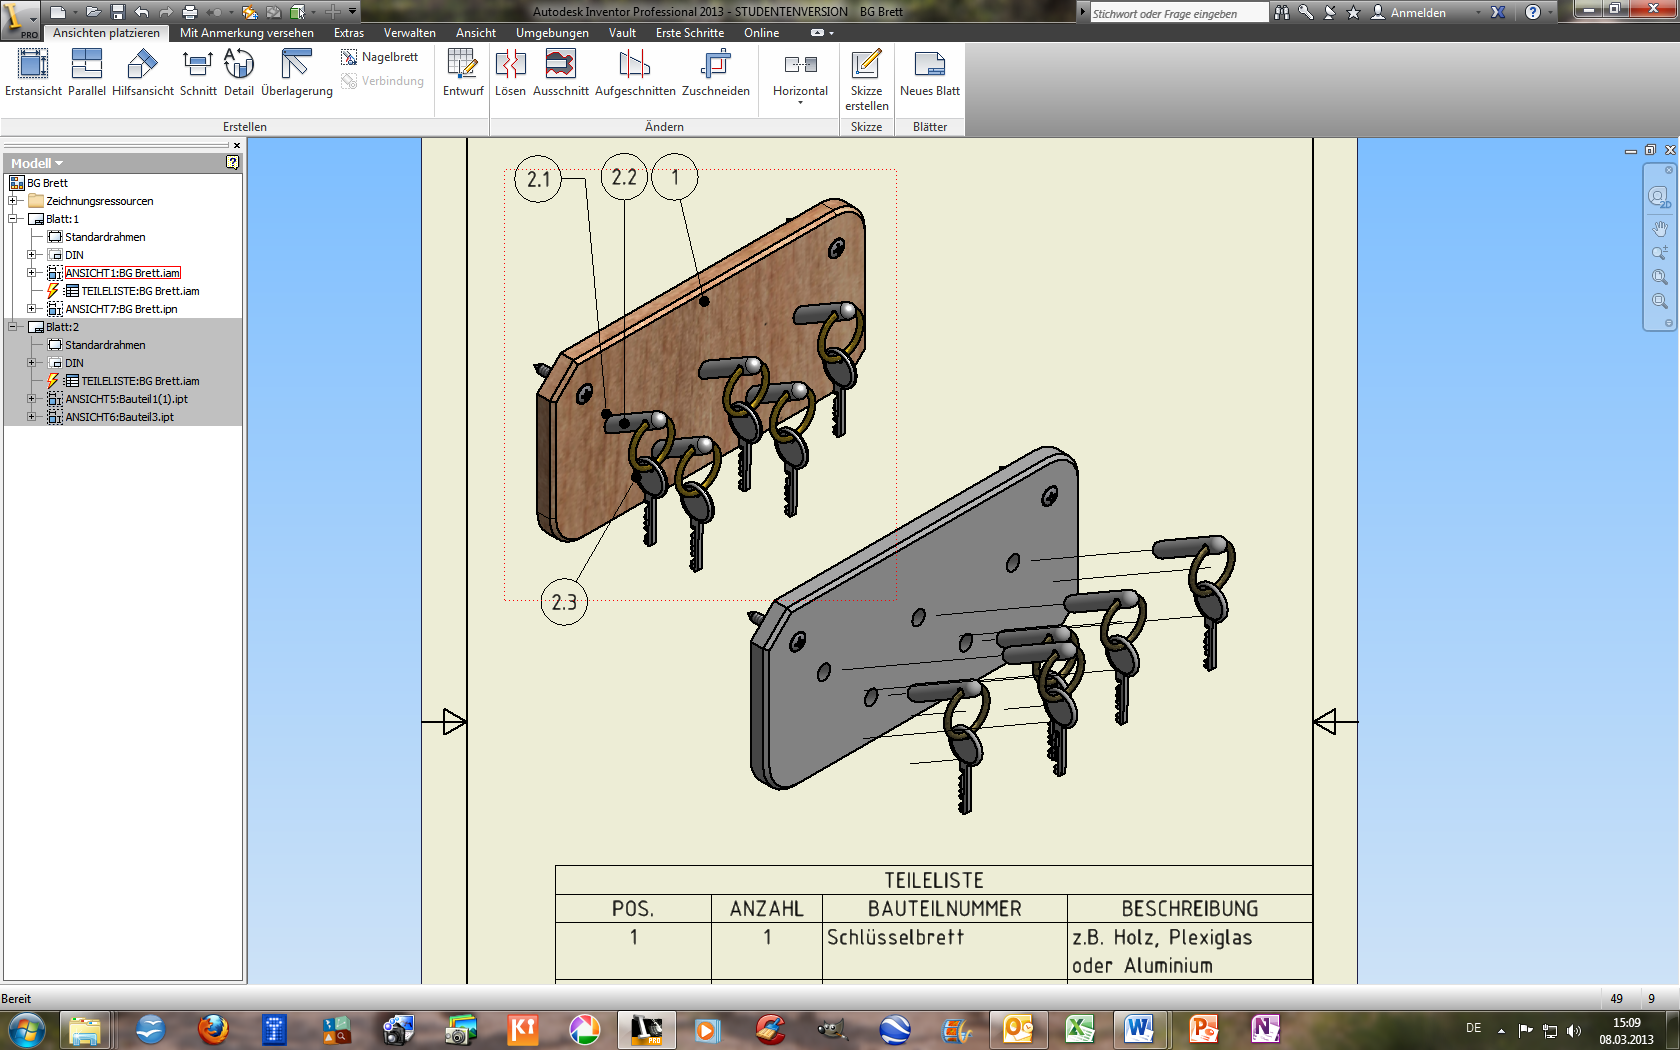 Autodesk Inventor Professional 2013 - STUDENTENVERSION BG Brett
Stichwort oder Frage eingeben
Anmelden
PRO
Ansichten platzieren Mit Anmerkung versehen Extras Verwalten Ansicht Umgebungen Vault Erste Schritte Online
Erstansicht Parallel Hilfsansicht Schnitt Detail Überlagerung
Nagelbrett
Verbindung
Entwurf Lösen Ausschnitt Aufgeschnitten Zuschneiden Horizontal
Skizze
erstellen
Neues Blatt
Erstellen Ändern Skizze Blätter
Modell
BG Brett
Zeichnungsressourcen
Blatt:1
Standardrahmen
DIN
ANSICHT1:BG Brett.iam
TEILELISTE:BG Brett.iam
ANSICHT7:BG Brett.ipn
Blatt:2
Standardrahmen
DIN
TEILELISTE:BG Brett.iam
ANSICHT5:Bauteil1(1).ipt
ANSICHT6:Bauteil3.ipt
2.1 2.2 1
2.3
2D
TEILELISTE
POS. ANZAHL BAUTEILNUMMER BESCHREIBUNG
1 1 Schlüsselbrett z.B. Holz, Plexiglas
oder Aluminium
Bereit
49 9
DE
15:09
08.03.2013